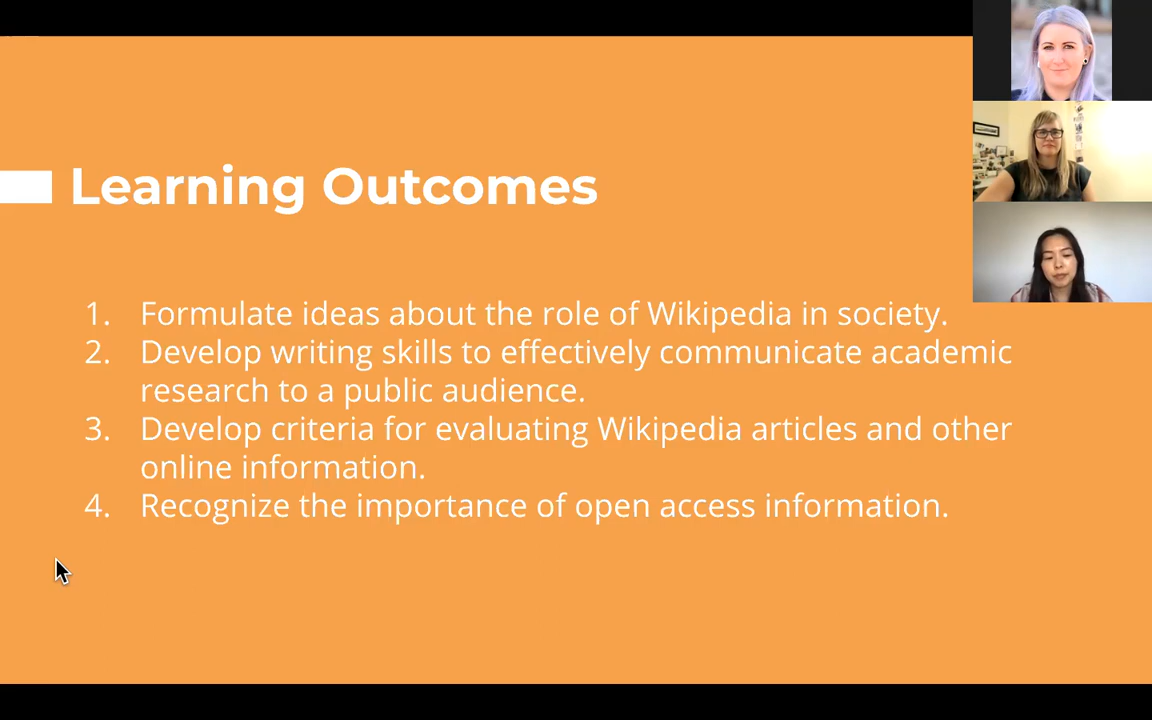 Learning Outcomes
1. Formulate ideas about the role of Wikipedia in society.
2. Develop writing skills to effectively communicate academic
research to a public audience.
3. Develop criteria for evaluating Wikipedia articles and other
online information.
4. Recognize the importance of open access information.